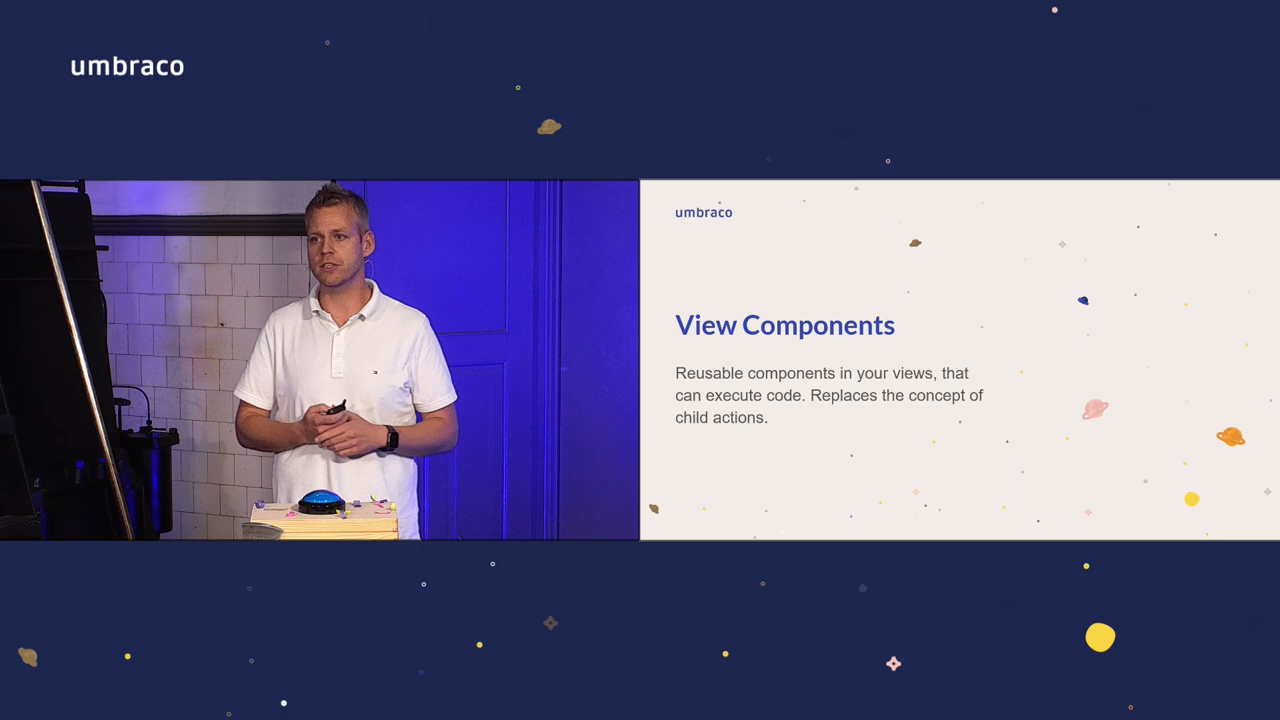 umbraco
umbraco
View Components
Reusable components in your views, that
can execute code. Replaces the concept of
child actions.